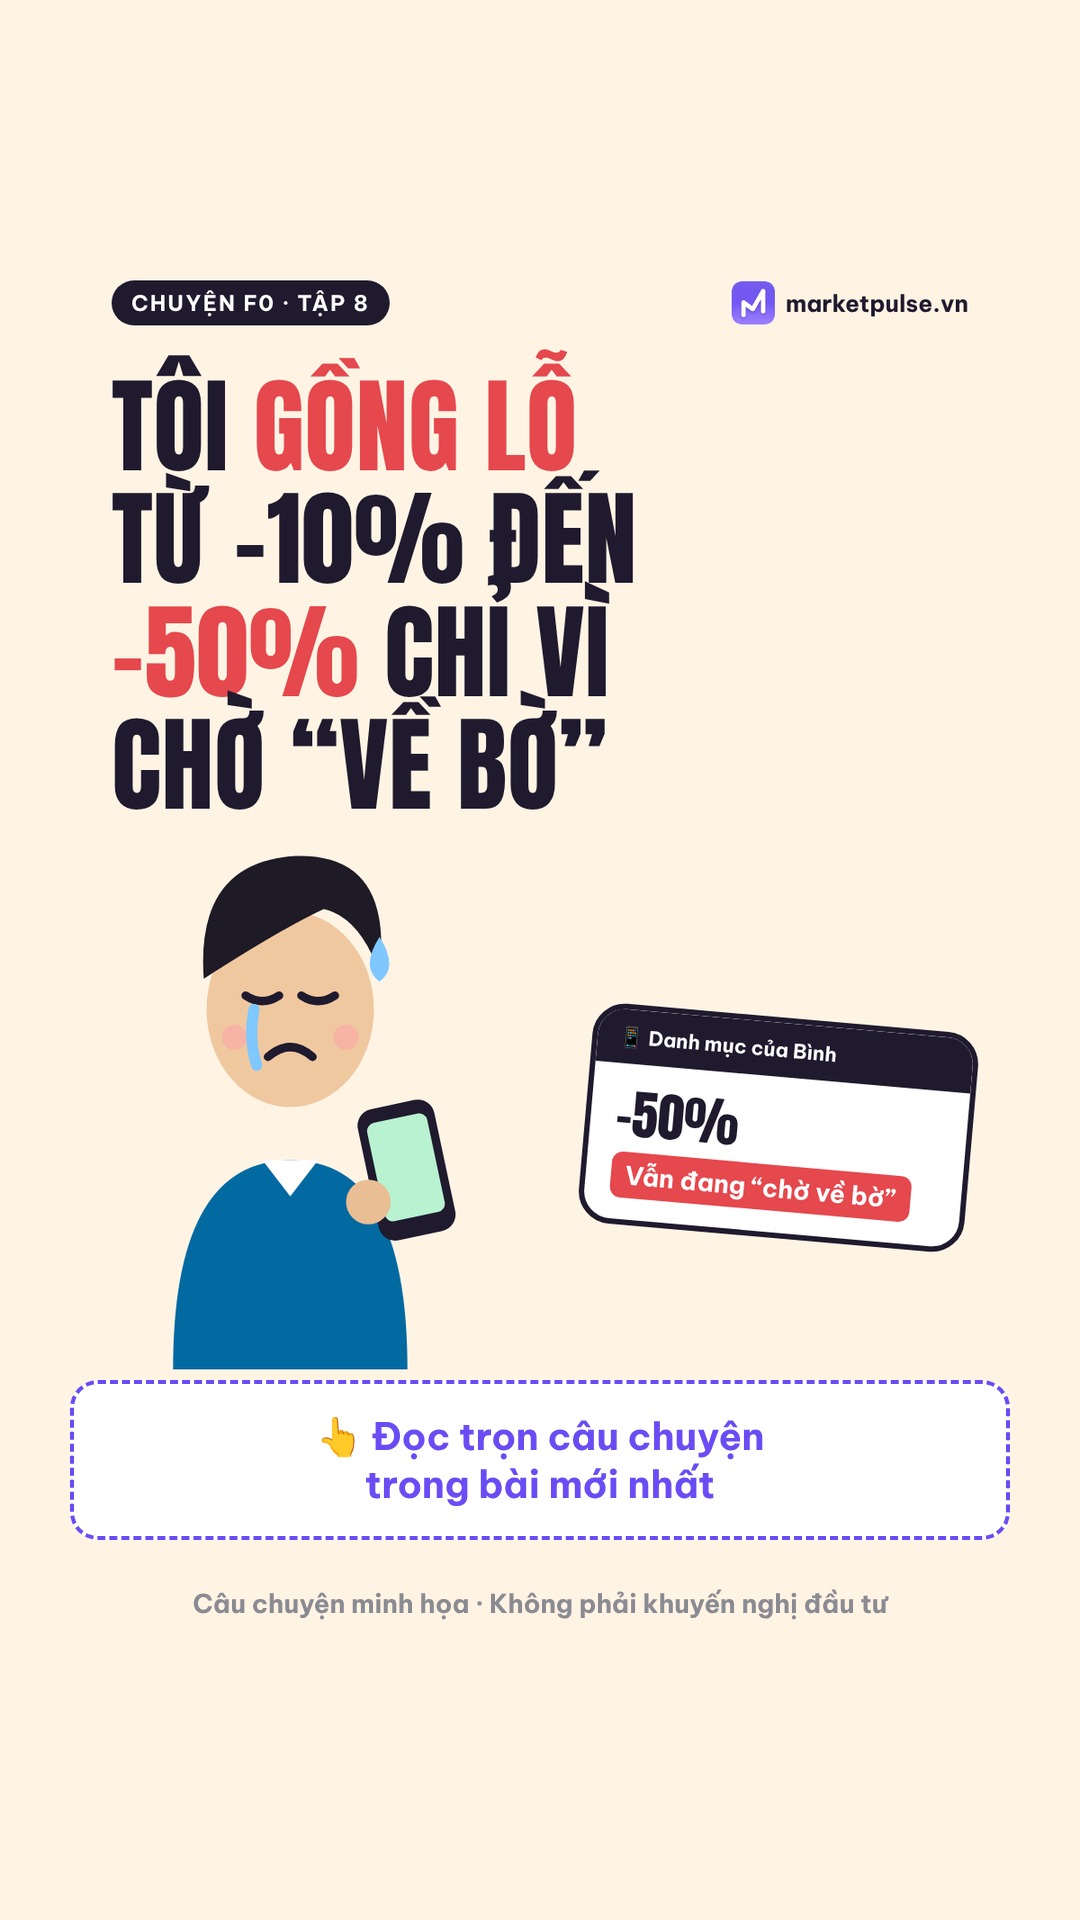 CHUYỆN F0 · TẬP 8
marketpulse.vn
TÔI GỒNG LỖ
TỪ -10% ĐẾN
-50% CHỈ VÌ
CHỜ “VỀ BỜ”
Danh mục của Bình
-50%
Vẫn đang “chờ về bờ”
👆 Đọc trọn câu chuyện
trong bài mới nhất
Câu chuyện minh họa · Không phải khuyến nghị đầu tư